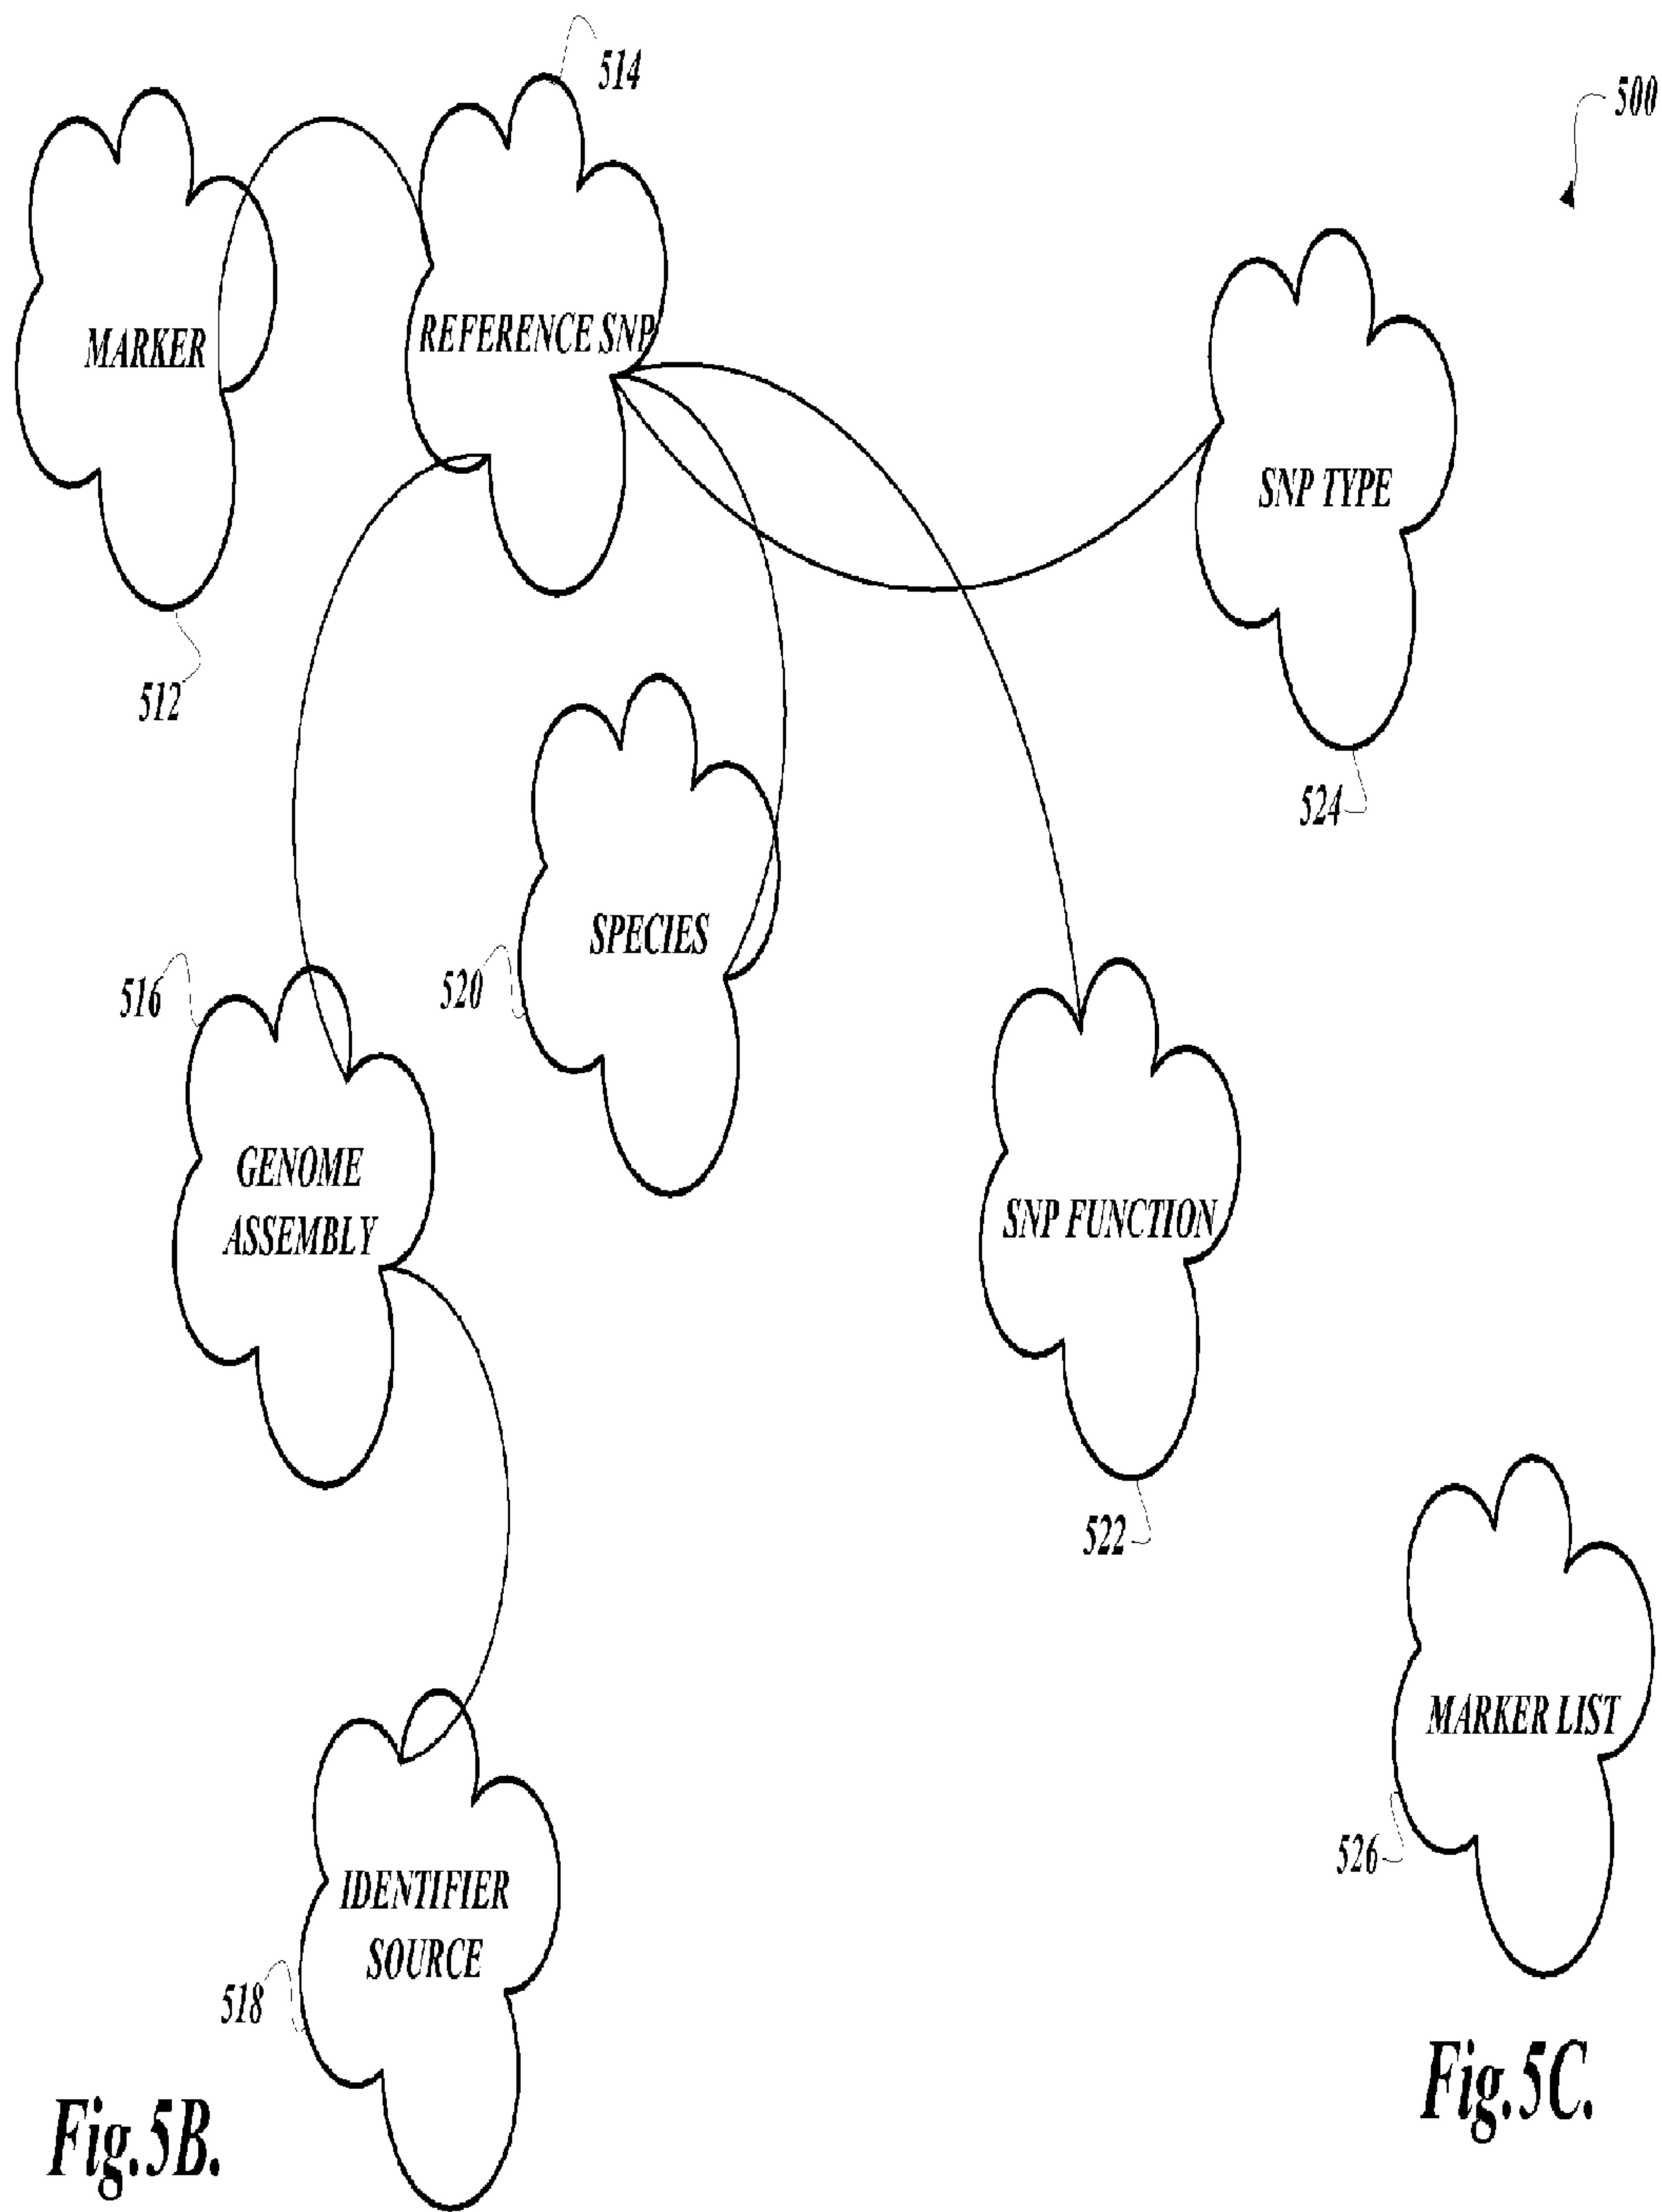 514
500
MARKER
REFERENCE SNP
SNP TYPE
512
524
SPECIES
516
520
GENOME
ASSEMBLY
SNP FUNCTION
522
MARKER LIST
526
IDENTIFIER
SOURCE
518
Fig.5B.
Fig.5C.